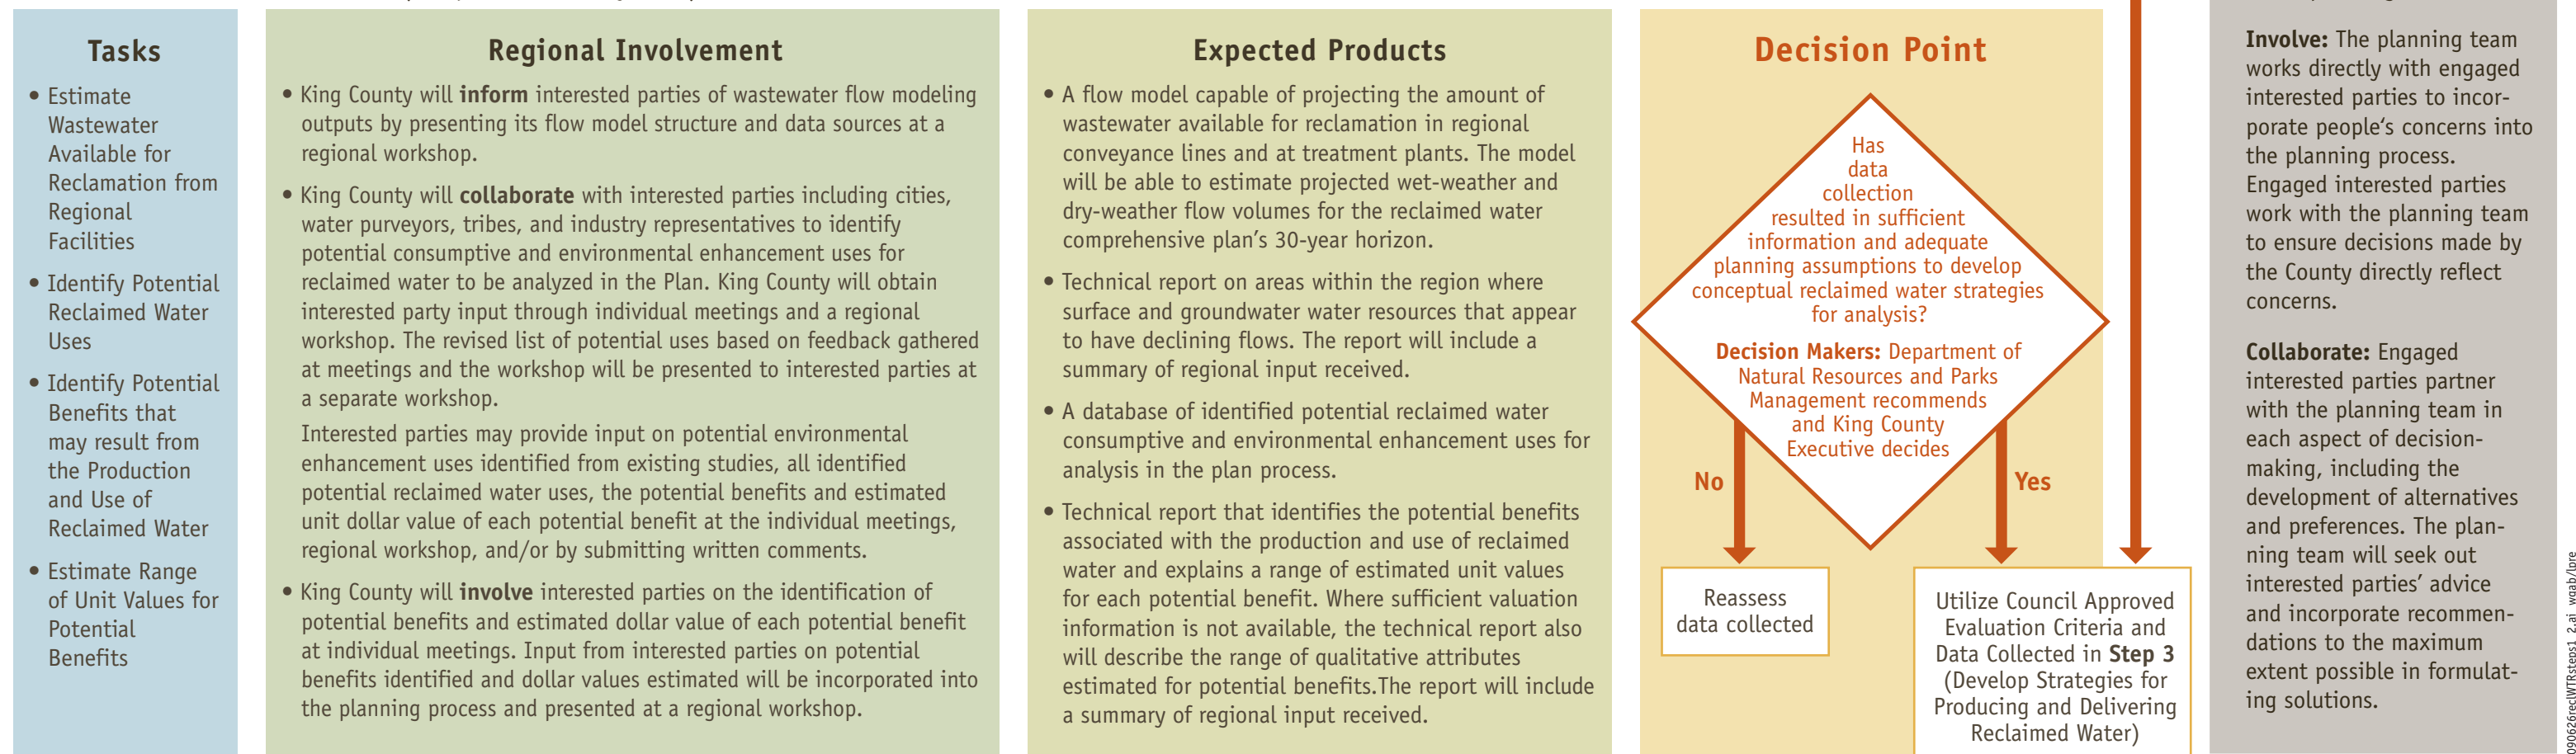 Tasks
• Estimate
Wastewater
Available for
Reclamation from
Regional
Facilities
• Identify Potential
Reclaimed Water
Uses
• Identify Potential
Benefits that
may result from
the Production
and Use of
Reclaimed Water
• Estimate Range
of Unit Values for
Potential
Benefits
Regional Involvement
• King County will inform interested parties of wastewater flow modeling
outputs by presenting its flow model structure and data sources at a
regional workshop.
• King County will collaborate with interested parties including cities,
water purveyors, tribes, and industry representatives to identify
potential consumptive and environmental enhancement uses for
reclaimed water to be analyzed in the Plan. King County will obtain
interested party input through individual meetings and a regional
workshop. The revised list of potential uses based on feedback gathered
at meetings and the workshop will be presented to interested parties at
a separate workshop.
Interested parties may provide input on potential environmental
enhancement uses identified from existing studies, all identified
potential reclaimed water uses, the potential benefits and estimated
unit dollar value of each potential benefit at the individual meetings,
regional workshop, and/or by submitting written comments.
• King County will involve interested parties on the identification of
potential benefits and estimated dollar value of each potential benefit
at individual meetings. Input from interested parties on potential
benefits identified and dollar values estimated will be incorporated into
the planning process and presented at a regional workshop.
Expected Products
• A flow model capable of projecting the amount of
wastewater available for reclamation in regional
conveyance lines and at treatment plants. The model
will be able to estimate projected wet-weather and
dry-weather flow volumes for the reclaimed water
comprehensive plan's 30-year horizon.
• Technical report on areas within the region where
surface and groundwater water resources that appear
to have declining flows. The report will include a
summary of regional input received.
• A database of identified potential reclaimed water
consumptive and environmental enhancement uses for
analysis in the plan process.
• Technical report that identifies the potential benefits
associated with the production and use of reclaimed
water and explains a range of estimated unit values
for each potential benefit. Where sufficient valuation
information is not available, the technical report also
will describe the range of qualitative attributes
estimated for potential benefits.The report will include
a summary of regional input received.
Decision Point
Has
data
collection
resulted in sufficient
information and adequate
planning assumptions to develop
conceptual reclaimed water strategies
for analysis?
Decision Makers: Department of
Natural Resources and Parks
Management recommends
and King County
Executive decides
No
Yes
Reassess
data collected
Utilize Council Approved
Evaluation Criteria and
Data Collected in Step 3
(Develop Strategies for
Producing and Delivering
Reclaimed Water)
Involve: The planning team
works directly with engaged
interested parties to incor-
porate people‘s concerns into
the planning process.
Engaged interested parties
work with the planning team
to ensure decisions made by
the County directly reflect
concerns.
Collaborate: Engaged
interested parties partner
with the planning team in
each aspect of decision-
making, including the
development of alternatives
and preferences. The plan-
ning team will seek out
interested parties’ advice
and incorporate recommen-
dations to the maximum
extent possible in formulat-
ing solutions.
090626reclWTRsteps1_2.ai wgab/lpre